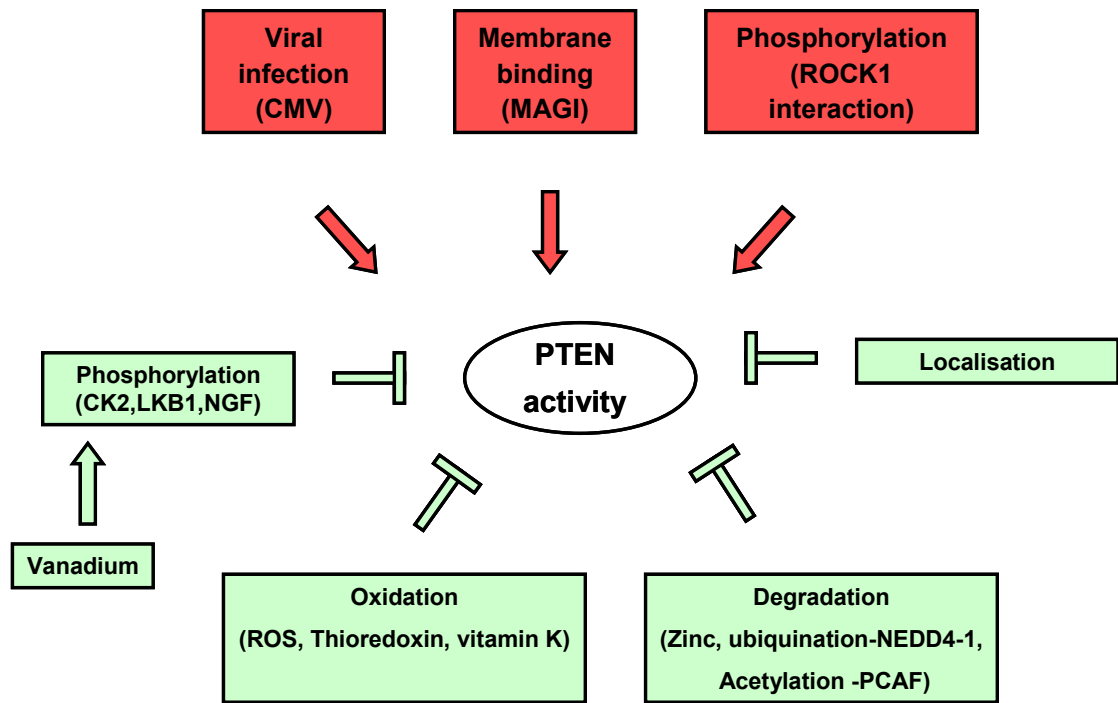 Viral
infection
(CMV)
Membrane
binding
(MAGI)
Phosphorylation
(ROCK1
interaction)
PTEN
activity
Phosphorylation
(CK2,LKB1,NGF)
Localisation
Vanadium
Oxidation
(ROS, Thioredoxin, vitamin K)
Degradation
(Zinc, ubiquination-NEDD4-1,
Acetylation -PCAF)